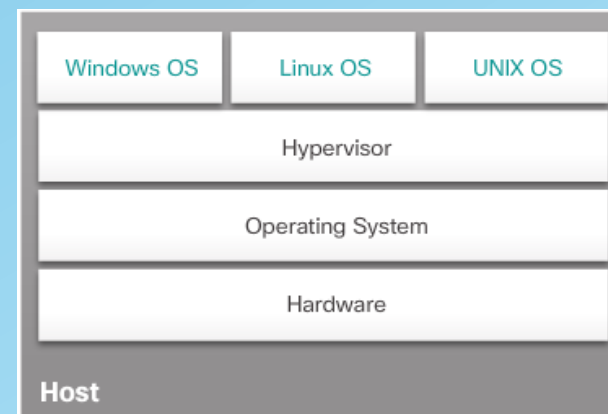 Windows OS Linux OS UNIX OS
Hypervisor
Operating System
Hardware
Host